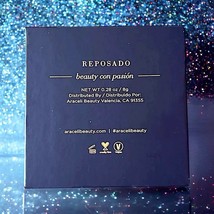 REPOSADO
beauty con pasión
NET WT 0.28 oz / 8g
Distributed By / Distribuido Por:
Araceli Beauty Valencia, CA 91355
aracelibeauty.com | #aracelibeauty